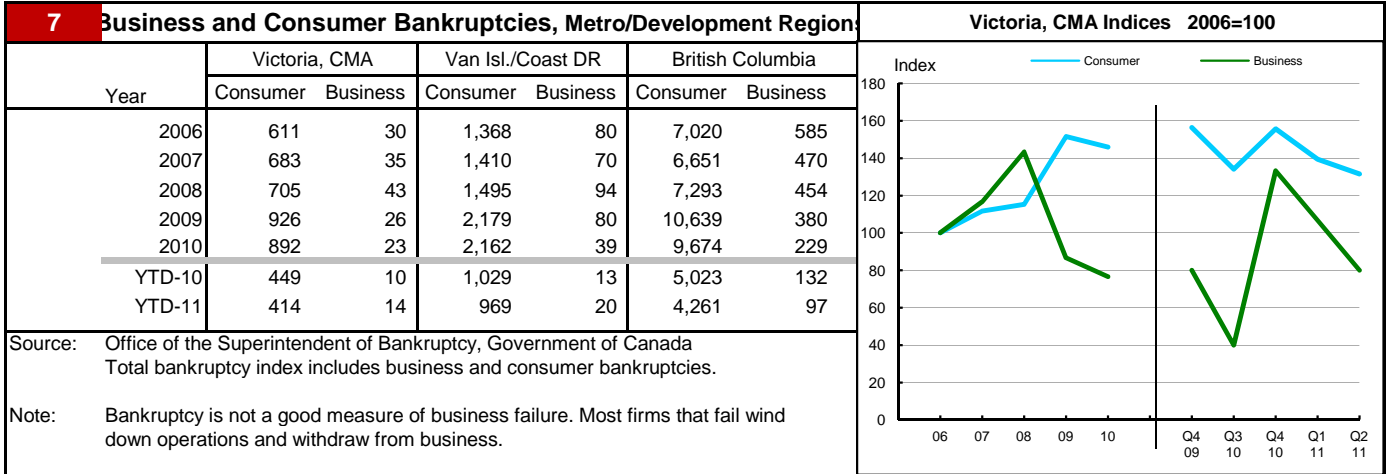 7 Business and Consumer Bankruptcies, Metro/Development Regions
Victoria, CMA Van Isl./Coast DR British Columbia
Year Consumer Business Consumer Business Consumer Business
2006 611 30 1,368 80 7,020 585
2007 683 35 1,410 70 6,651 470
2008 705 43 1,495 94 7,293 454
2009 926 26 2,179 80 10,639 380
2010 892 23 2,162 39 9,674 229
YTD-10 449 10 1,029 13 5,023 132
YTD-11 414 14 969 20 4,261 97
Source: Office of the Superintendent of Bankruptcy, Government of Canada
Total bankruptcy index includes business and consumer bankruptcies.
Note: Bankruptcy is not a good measure of business failure. Most firms that fail wind
down operations and withdraw from business.
Victoria, CMA Indices 2006=100
Index Consumer Business
180
160
140
120
100
80
60
40
20
0
06 07 08 09 10 Q4 Q3 Q4 Q1 Q2
09 10 10 11 11